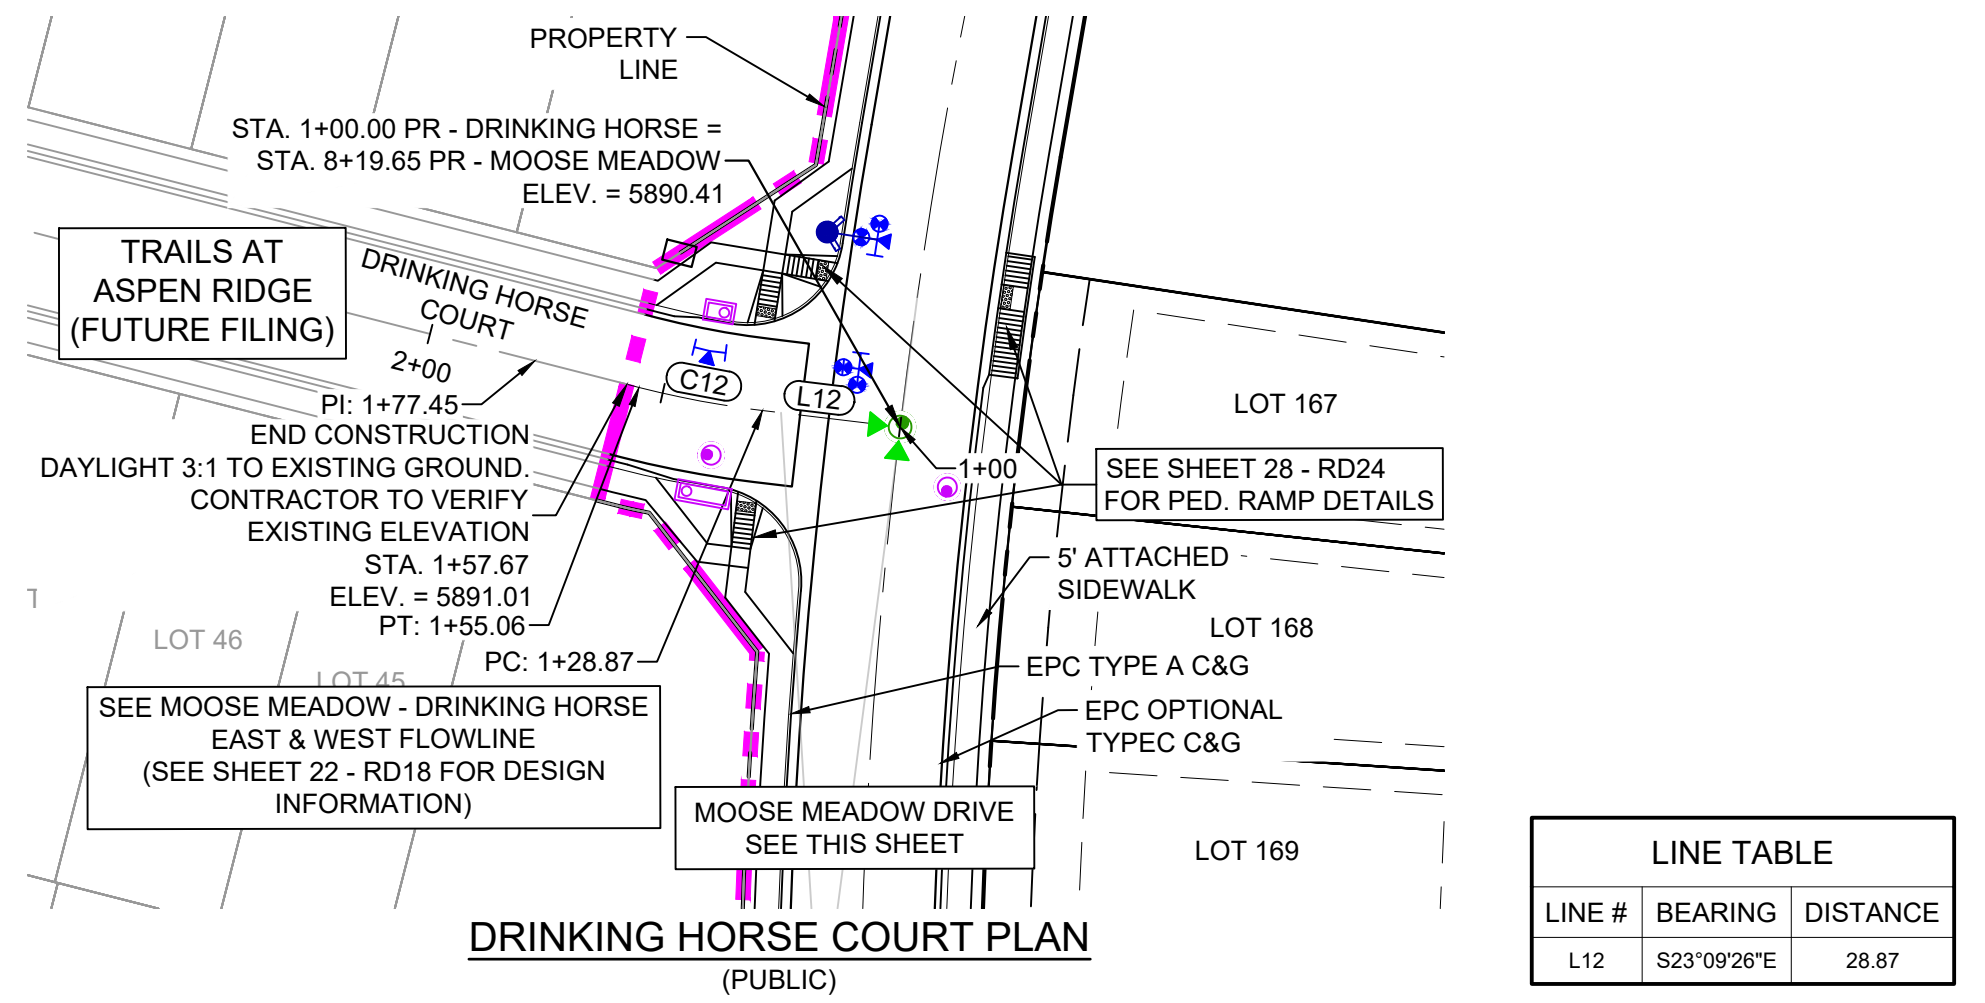 PROPERTY
LINE
STA. 1+00.00 PR - DRINKING HORSE =
STA. 8+19.65 PR - MOOSE MEADOW
ELEV. = 5890.41
TRAILS AT
ASPEN RIDGE
(FUTURE FILING)
DRINKING HORSE
COURT
2+00
C12
L12
PI: 1+77.45
END CONSTRUCTION
DAYLIGHT 3:1 TO EXISTING GROUND.
CONTRACTOR TO VERIFY
EXISTING ELEVATION
STA. 1+57.67
ELEV. = 5891.01
PT: 1+55.06
PC: 1+28.87
1+00
LOT 167
SEE SHEET 28 - RD24
FOR PED. RAMP DETAILS
5' ATTACHED
SIDEWALK
LOT 168
EPC TYPE A C&G
EPC OPTIONAL
TYPEC C&G
LOT 46
LOT 45
SEE MOOSE MEADOW - DRINKING HORSE
EAST & WEST FLOWLINE
(SEE SHEET 22 - RD18 FOR DESIGN
INFORMATION)
MOOSE MEADOW DRIVE
SEE THIS SHEET
LOT 169
DRINKING HORSE COURT PLAN
(PUBLIC)
LINE TABLE
LINE # BEARING DISTANCE
L12 S23°09'26"E 28.87